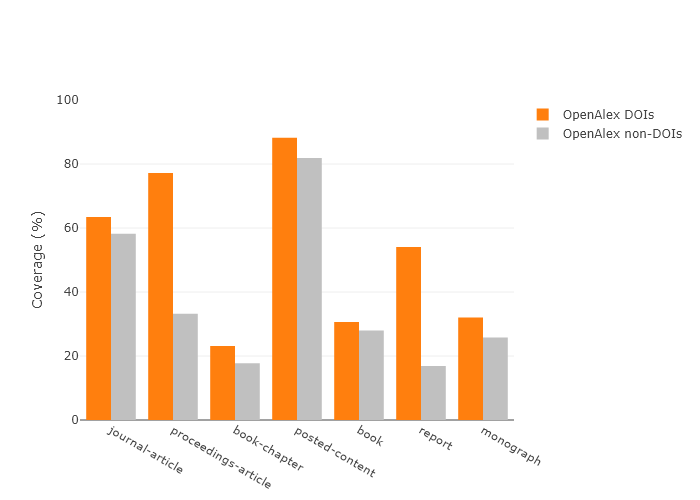 100
80
60
40
20
0
Coverage (%)
journal-article
proceedings-article
book-chapter
posted-content
book
report
monograph
OpenAlex DOIs
OpenAlex non-DOIs